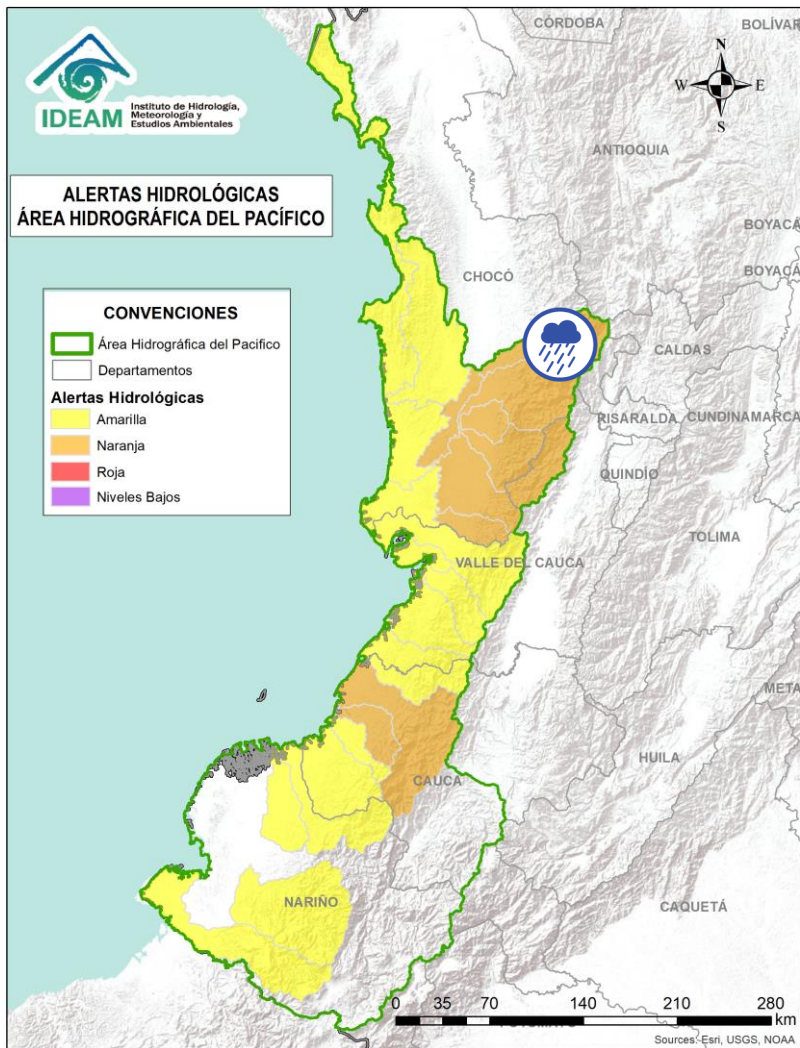 IDEAM
Instituto de Hidrología,
Meteorología y
Estudios Ambientales
ALERTAS HIDROLÓGICAS
ÁREA HIDROGRÁFICA DEL PACÍFICO
CONVENCIONES
Área Hidrográfica del Pacifico
Departamentos
Alertas Hidrológicas
Amarilla
Naranja
Roja
Niveles Bajos
N
W
E
S
CÓRDOBA
BOLÍVAR
ANTIOQUIA
BOYACÁ
BOYACÁ
CHOCÓ
CALDAS
RISARALDA
CUNDINAMARCA
QUINDÍO
TOLIMA
VALLE DEL CAUCA
META
HUILA
CAUCA
NARIÑO
CAQUETÁ
0 35 70 140 210 280
km
Sources: Esri, USGS, NOAA